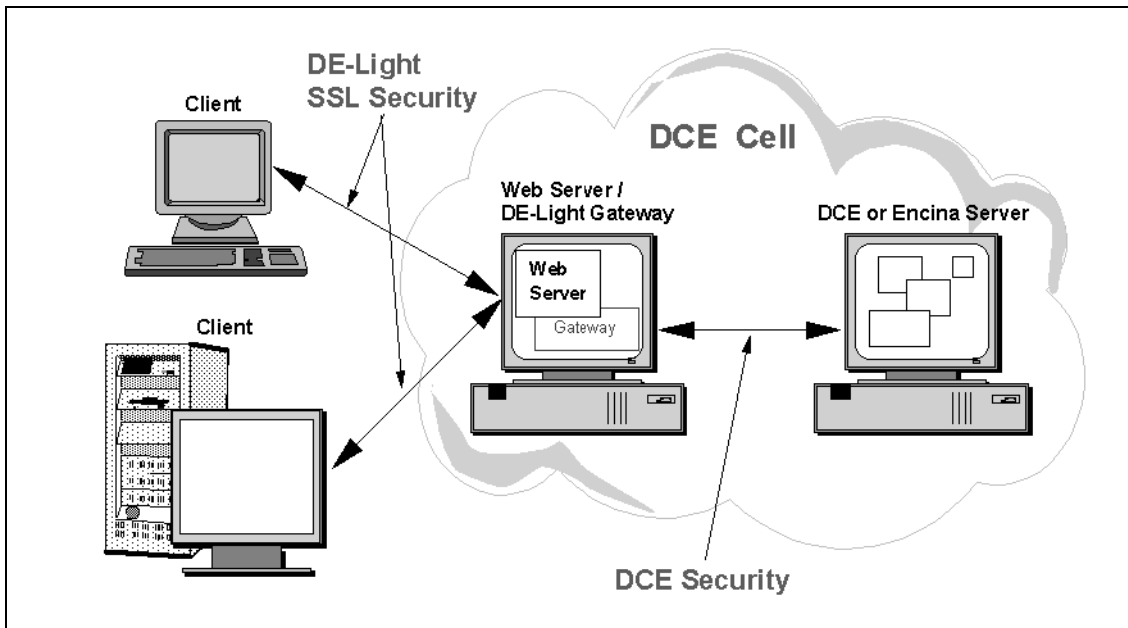 DE-Light
SSL Security
Client
DCE Cell
Web Server /
DE-Light Gateway
DCE or Encina Server
Web
Server
Gateway
Client
DCE Security